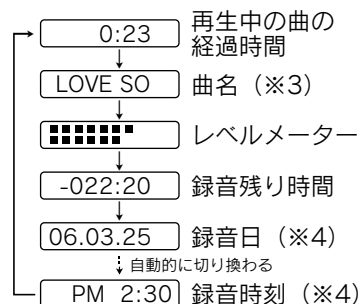 0:23 再生中の曲の
経過時間
LOVE SO 曲名（※3）
レベルメーター
-022:20 録音残り時間
06.03.25 録音日（※4）
自動的に切り換わる
PM 2:30 録音時刻（※4）